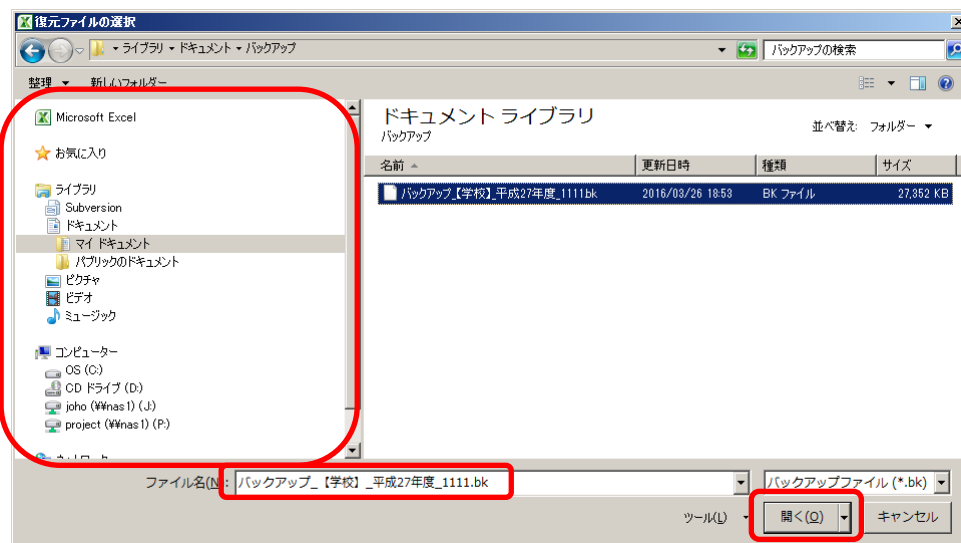 復元ファイルの選択
ライブラリ ドキュメント バックアップ
バックアップの検索
整理 新しいフォルダー
Microsoft Excel
お気に入り
ライブラリ
Subversion
ドキュメント
マイ ドキュメント
パブリックのドキュメント
ピクチャ
ビデオ
ミュージック
コンピューター
OS (C:)
CD ドライブ (D:)
joho (¥¥nas1) (J:)
project (¥¥nas1) (P:)
ドキュメント ライブラリ
バックアップ
並べ替え: フォルダー
名前 更新日時 種類 サイズ
バックアップ_【学校】_平成27年度_1111.bk 2016/03/26 18:53 BK ファイル 27,352 KB
ファイル名(N): バックアップ_【学校】_平成27年度_1111.bk
バックアップファイル (*.bk)
ツール(L) 開く(O) キャンセル